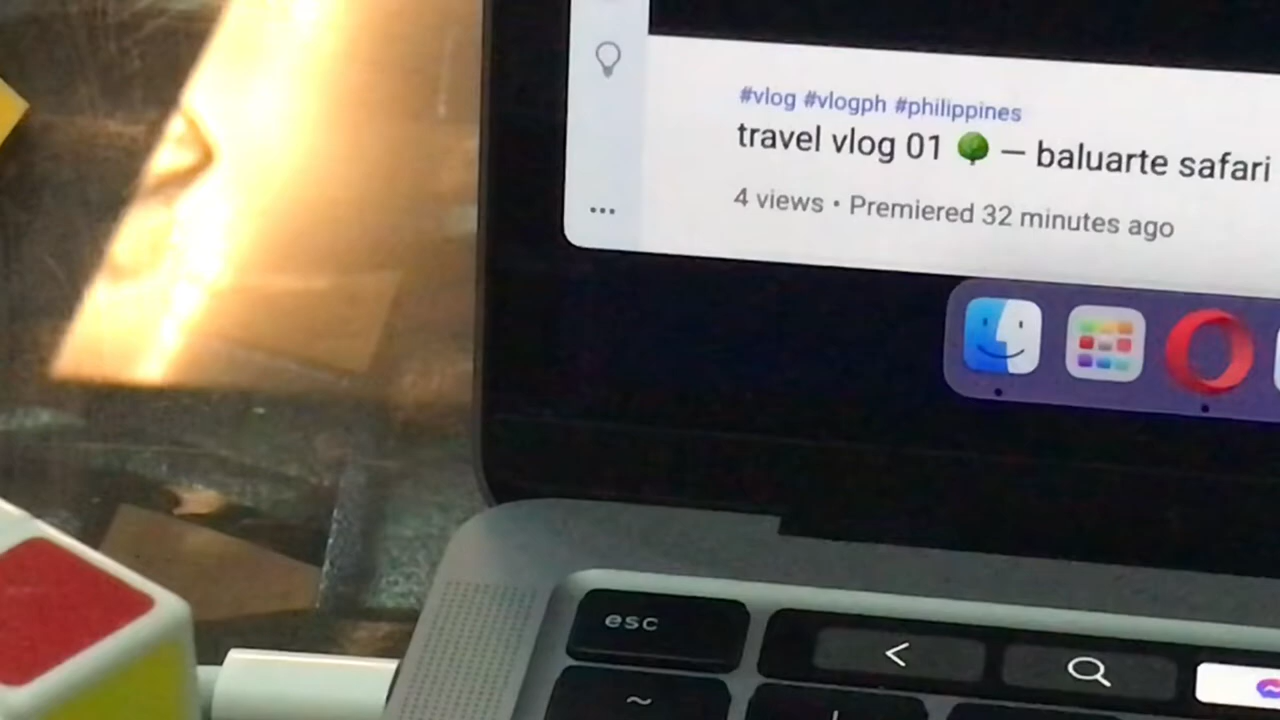 #vlog #vlogph #philippines
travel vlog 01 🌳 — baluarte safari
4 views • Premiered 32 minutes ago
esc
~